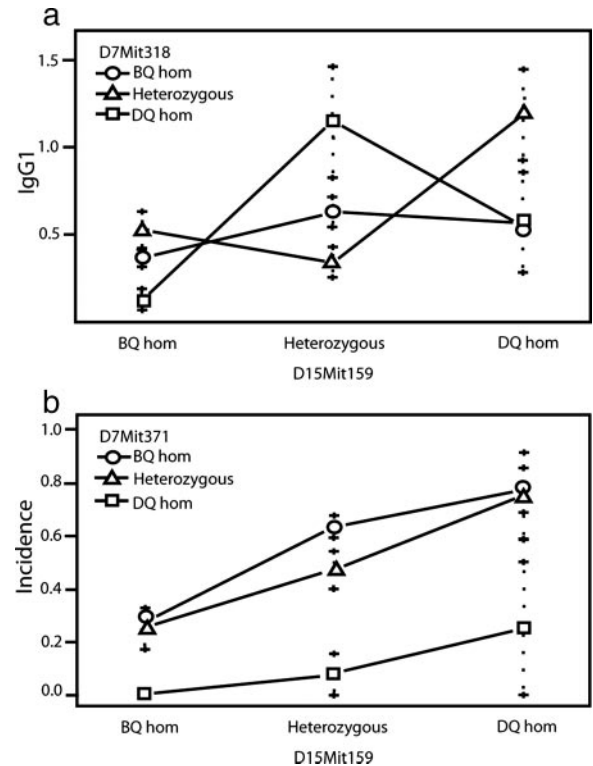 a
D7Mit318
BQ hom
Heterozygous
DQ hom
1.5
1.0
0.5
IgG1
BQ hom Heterozygous DQ hom
D15Mit159
b
D7Mit371
BQ hom
Heterozygous
DQ hom
1.0
0.8
0.6
0.4
0.2
0.0
Incidence
BQ hom Heterozygous DQ hom
D15Mit159